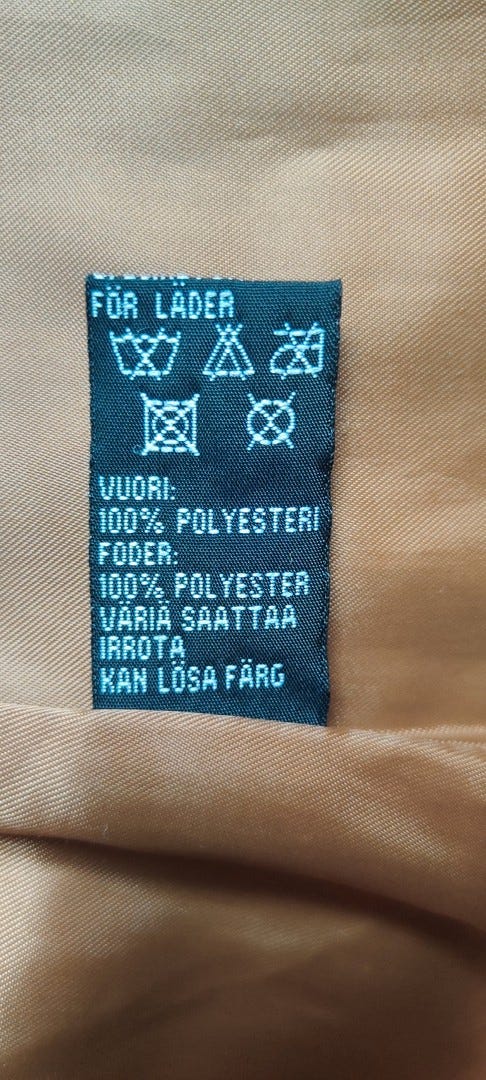 FÖR LÄDER
VUORI:
100% POLYESTERI
FODER:
100% POLYESTER
VÄRIÄ SAATTAA
IRROTA
KAN LÖSA FÄRG